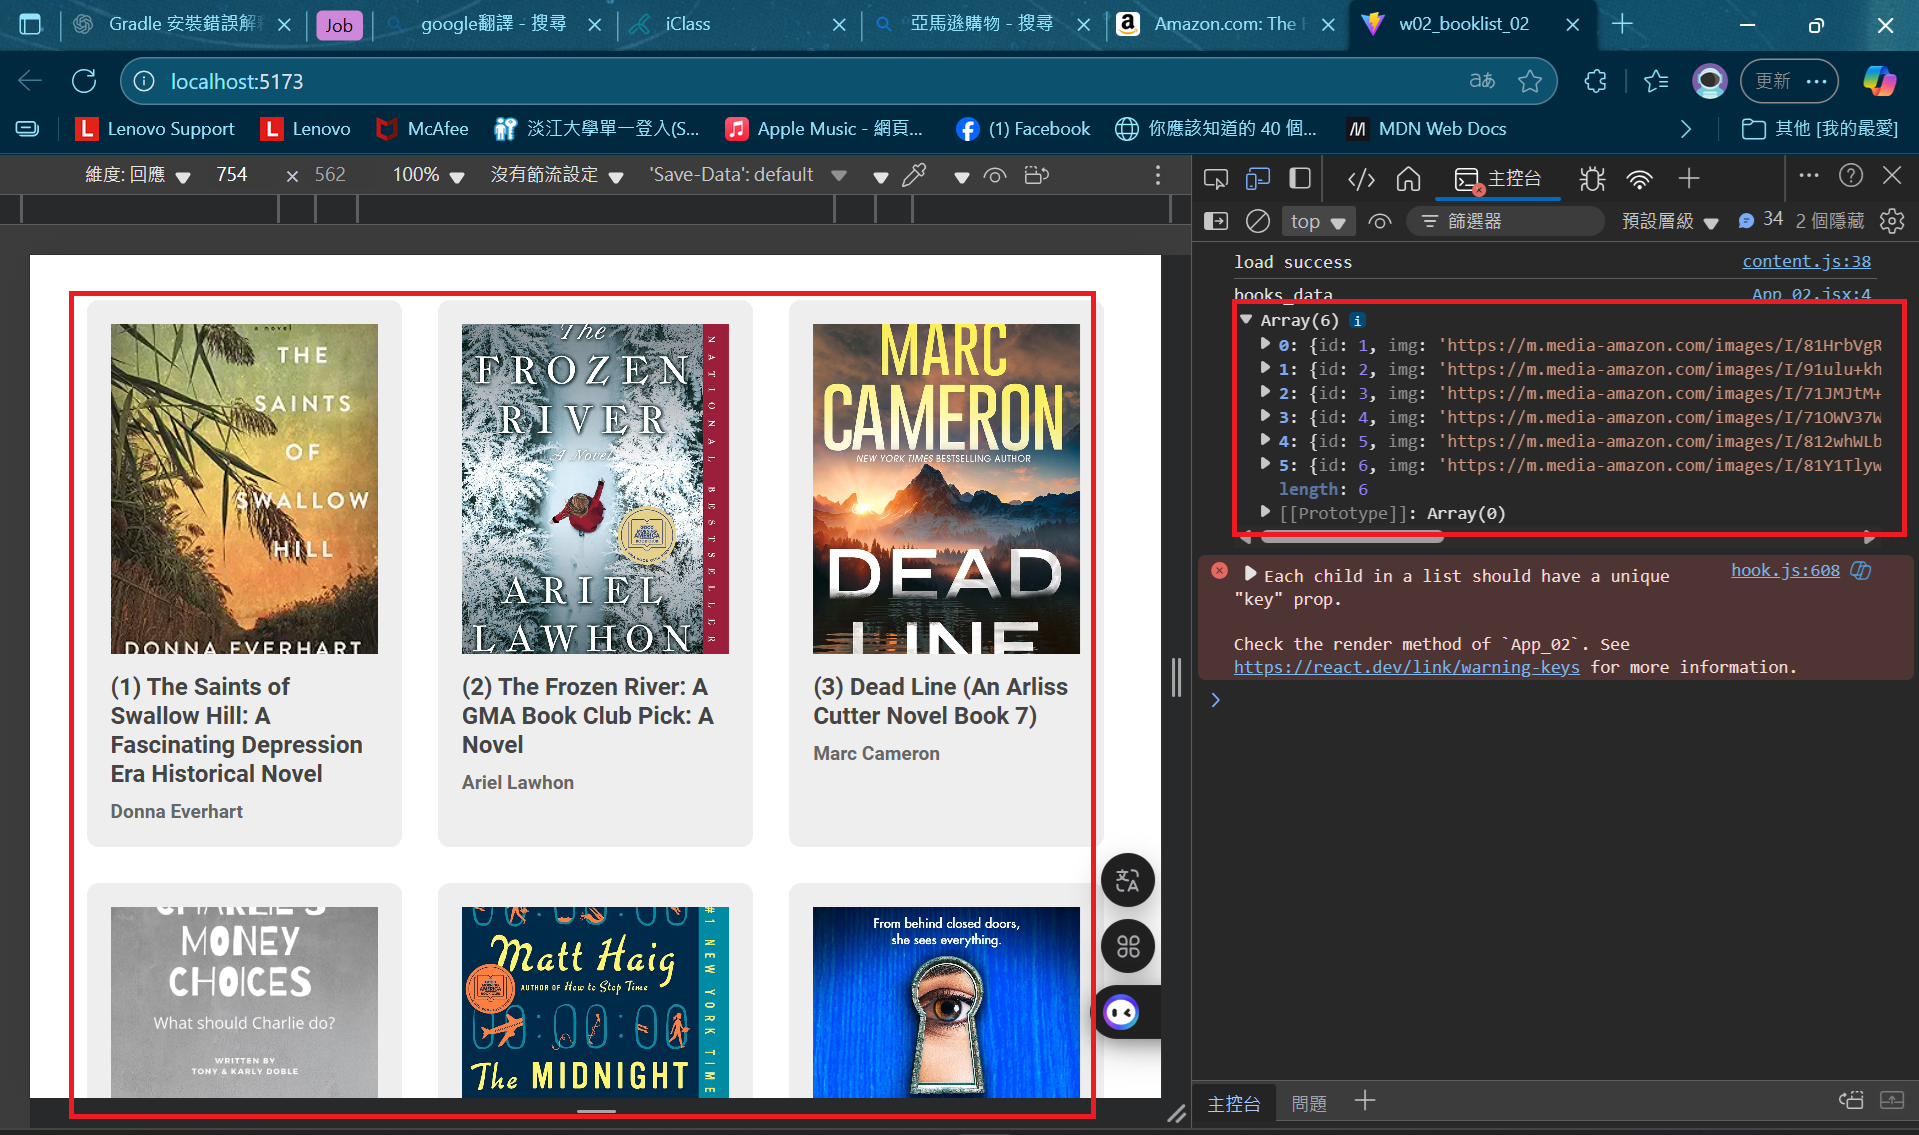 Gradle 安裝錯誤解
Job
google翻譯 - 搜尋
iClass
亞馬遜購物 - 搜尋
Amazon.com: The
w02_booklist_02
localhost:5173
aあ
更新
Lenovo Support
Lenovo
McAfee
淡江大學單一登入(S...
Apple Music - 網頁...
(1) Facebook
你應該知道的 40 個...
MDN Web Docs
其他 [我的最愛]
維度: 回應
754
×
562
100%
沒有節流設定
'Save-Data': default
主控台
top
篩選器
預設層級
34
2 個隱藏
load success
content.js:38
books_data
App_02.jsx:4
Array(6)
0: {id: 1, img: 'https://m.media-amazon.com/images/I/81HrbVgR
1: {id: 2, img: 'https://m.media-amazon.com/images/I/91ulu+kh
2: {id: 3, img: 'https://m.media-amazon.com/images/I/71JMJtM+
3: {id: 4, img: 'https://m.media-amazon.com/images/I/71OWV37W
4: {id: 5, img: 'https://m.media-amazon.com/images/I/812whWLb
5: {id: 6, img: 'https://m.media-amazon.com/images/I/81Y1Tlyw
length: 6
[[Prototype]]: Array(0)
Each child in a list should have a unique
hook.js:608
"key" prop.
Check the render method of `App_02`. See
https://react.dev/link/warning-keys for more information.
主控台
問題
a novel
THE
SAINTS
OF
SWALLOW
HILL
DONNA EVERHART
(1) The Saints of
Swallow Hill: A
Fascinating Depression
Era Historical Novel
Donna Everhart
The
FROZEN
RIVER
A Novel
ARIEL
LAWHON
NATIONAL BESTSELLER
(2) The Frozen River: A
GMA Book Club Pick: A
Novel
Ariel Lawhon
MARC
CAMERON
NEW YORK TIMES BESTSELLING AUTHOR
DEAD
LINE
(3) Dead Line (An Arliss
Cutter Novel Book 7)
Marc Cameron
CHARLIE'S
MONEY
CHOICES
What should Charlie do?
WRITTEN BY
TONY & KARLY DOBLE
Matt Haig
AUTHOR OF How to Stop Time
The MIDNIGHT
#1 NEW YORK TIME
From behind closed doors,
she sees everything.